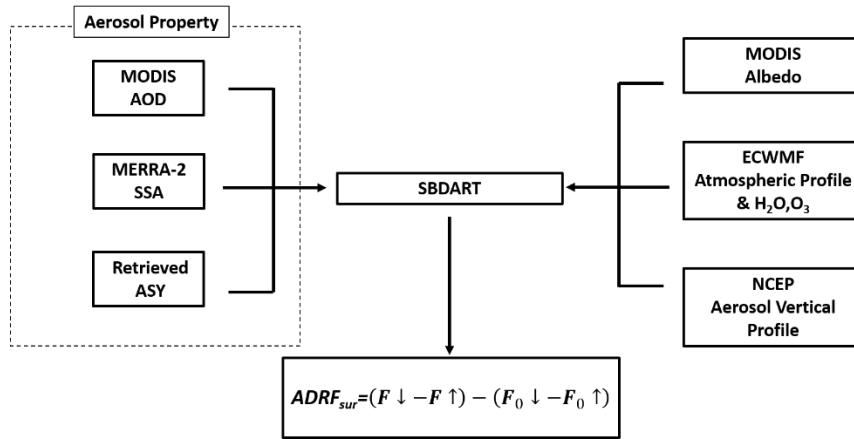 Aerosol Property
MODIS
AOD
MERRA-2
SSA
Retrieved
ASY
SBDART
MODIS
Albedo
ECWMF
Atmospheric Profile
& H₂O,O₃
NCEP
Aerosol Vertical
Profile
ADRF_sur=(F ↓ −F ↑) − (F₀ ↓ −F₀ ↑)